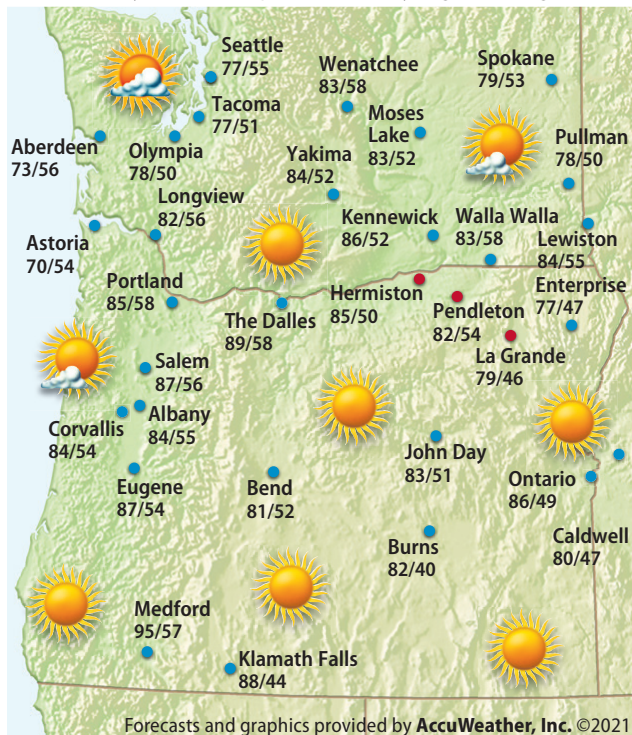 Seattle
77/55
Wenatchee
83/58
Spokane
79/53
Tacoma
77/51
Moses
Lake
83/52
Aberdeen
73/56
Olympia
78/50
Yakima
84/52
Pullman
78/50
Longview
82/56
Kennewick
86/52
Walla Walla
83/58
Lewiston
84/55
Astoria
70/54
Portland
85/58
The Dalles
89/58
Hermiston
85/50
Pendleton
82/54
Enterprise
77/47
La Grande
79/46
Salem
87/56
Albany
84/55
Corvallis
84/54
John Day
83/51
Eugene
87/54
Bend
81/52
Ontario
86/49
Burns
82/40
Caldwell
80/47
Medford
95/57
Klamath Falls
88/44
Forecasts and graphics provided by AccuWeather, Inc. ©2021